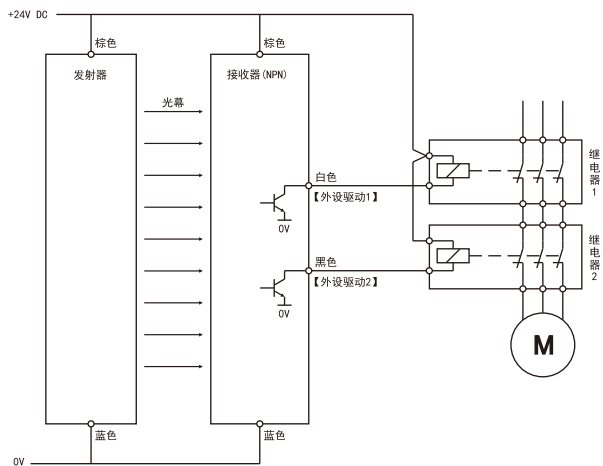 +24V DC
棕色
棕色
发射器
接收器(NPN)
光幕
继电器1
白色
【外设驱动1】
0V
继电器2
黑色
【外设驱动2】
0V
M
蓝色
蓝色
0V